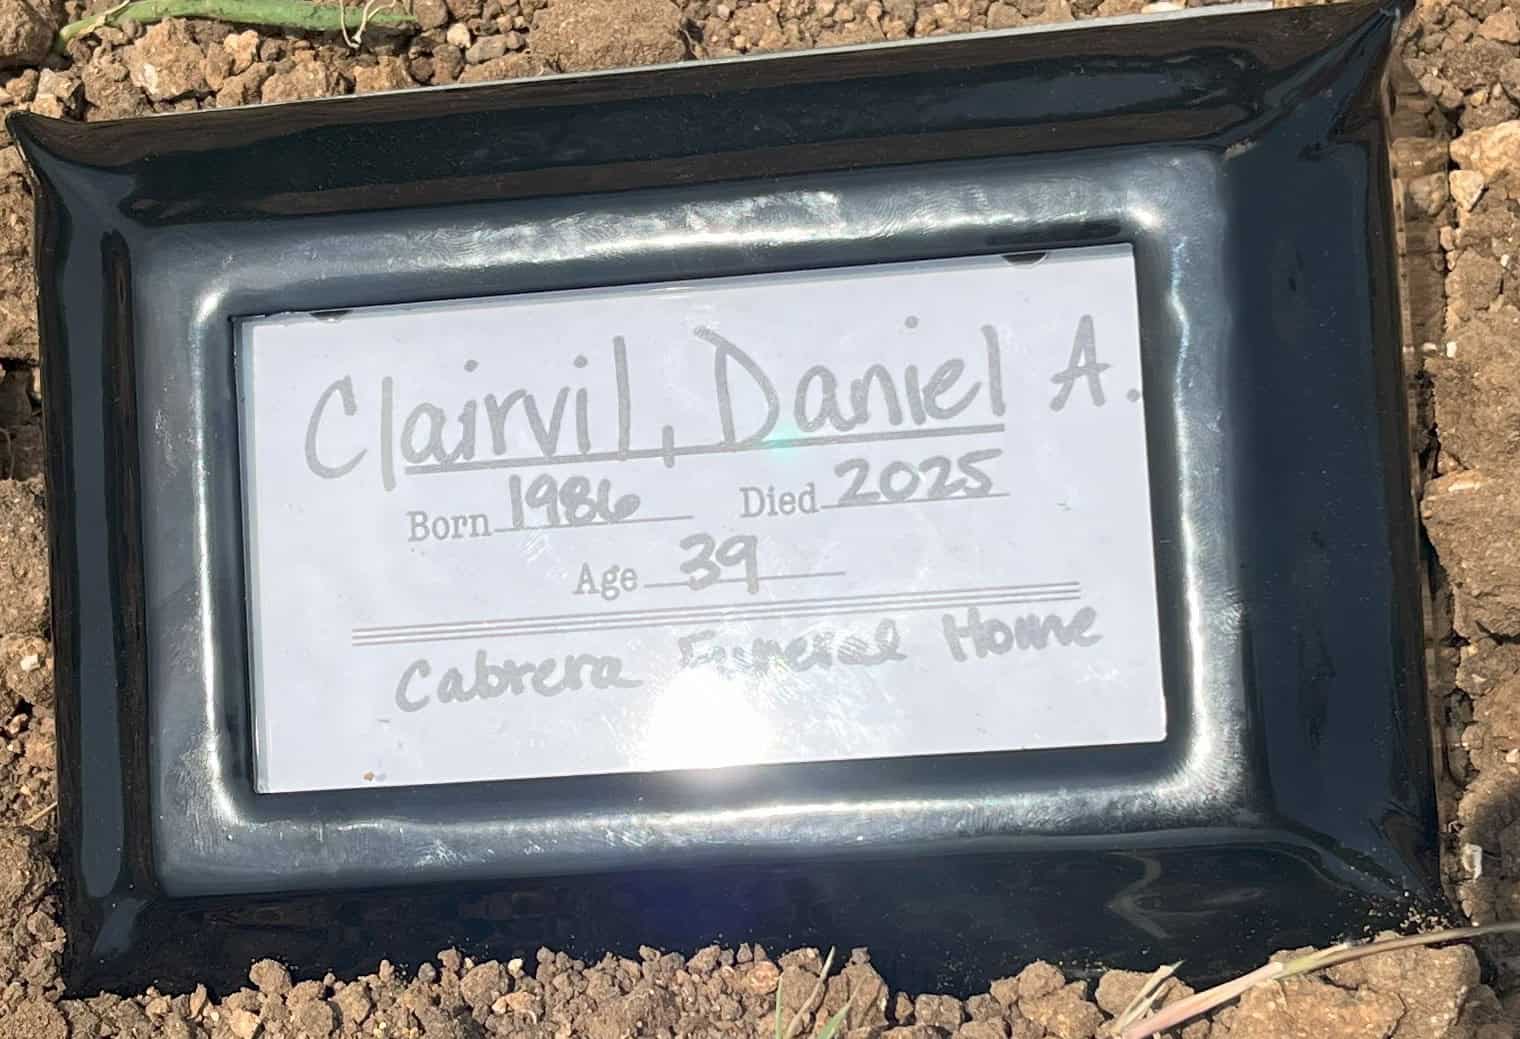 Clairvil, Daniel A.
Born 1986 Died 2025
Age 39
Cabrera Funeral Home